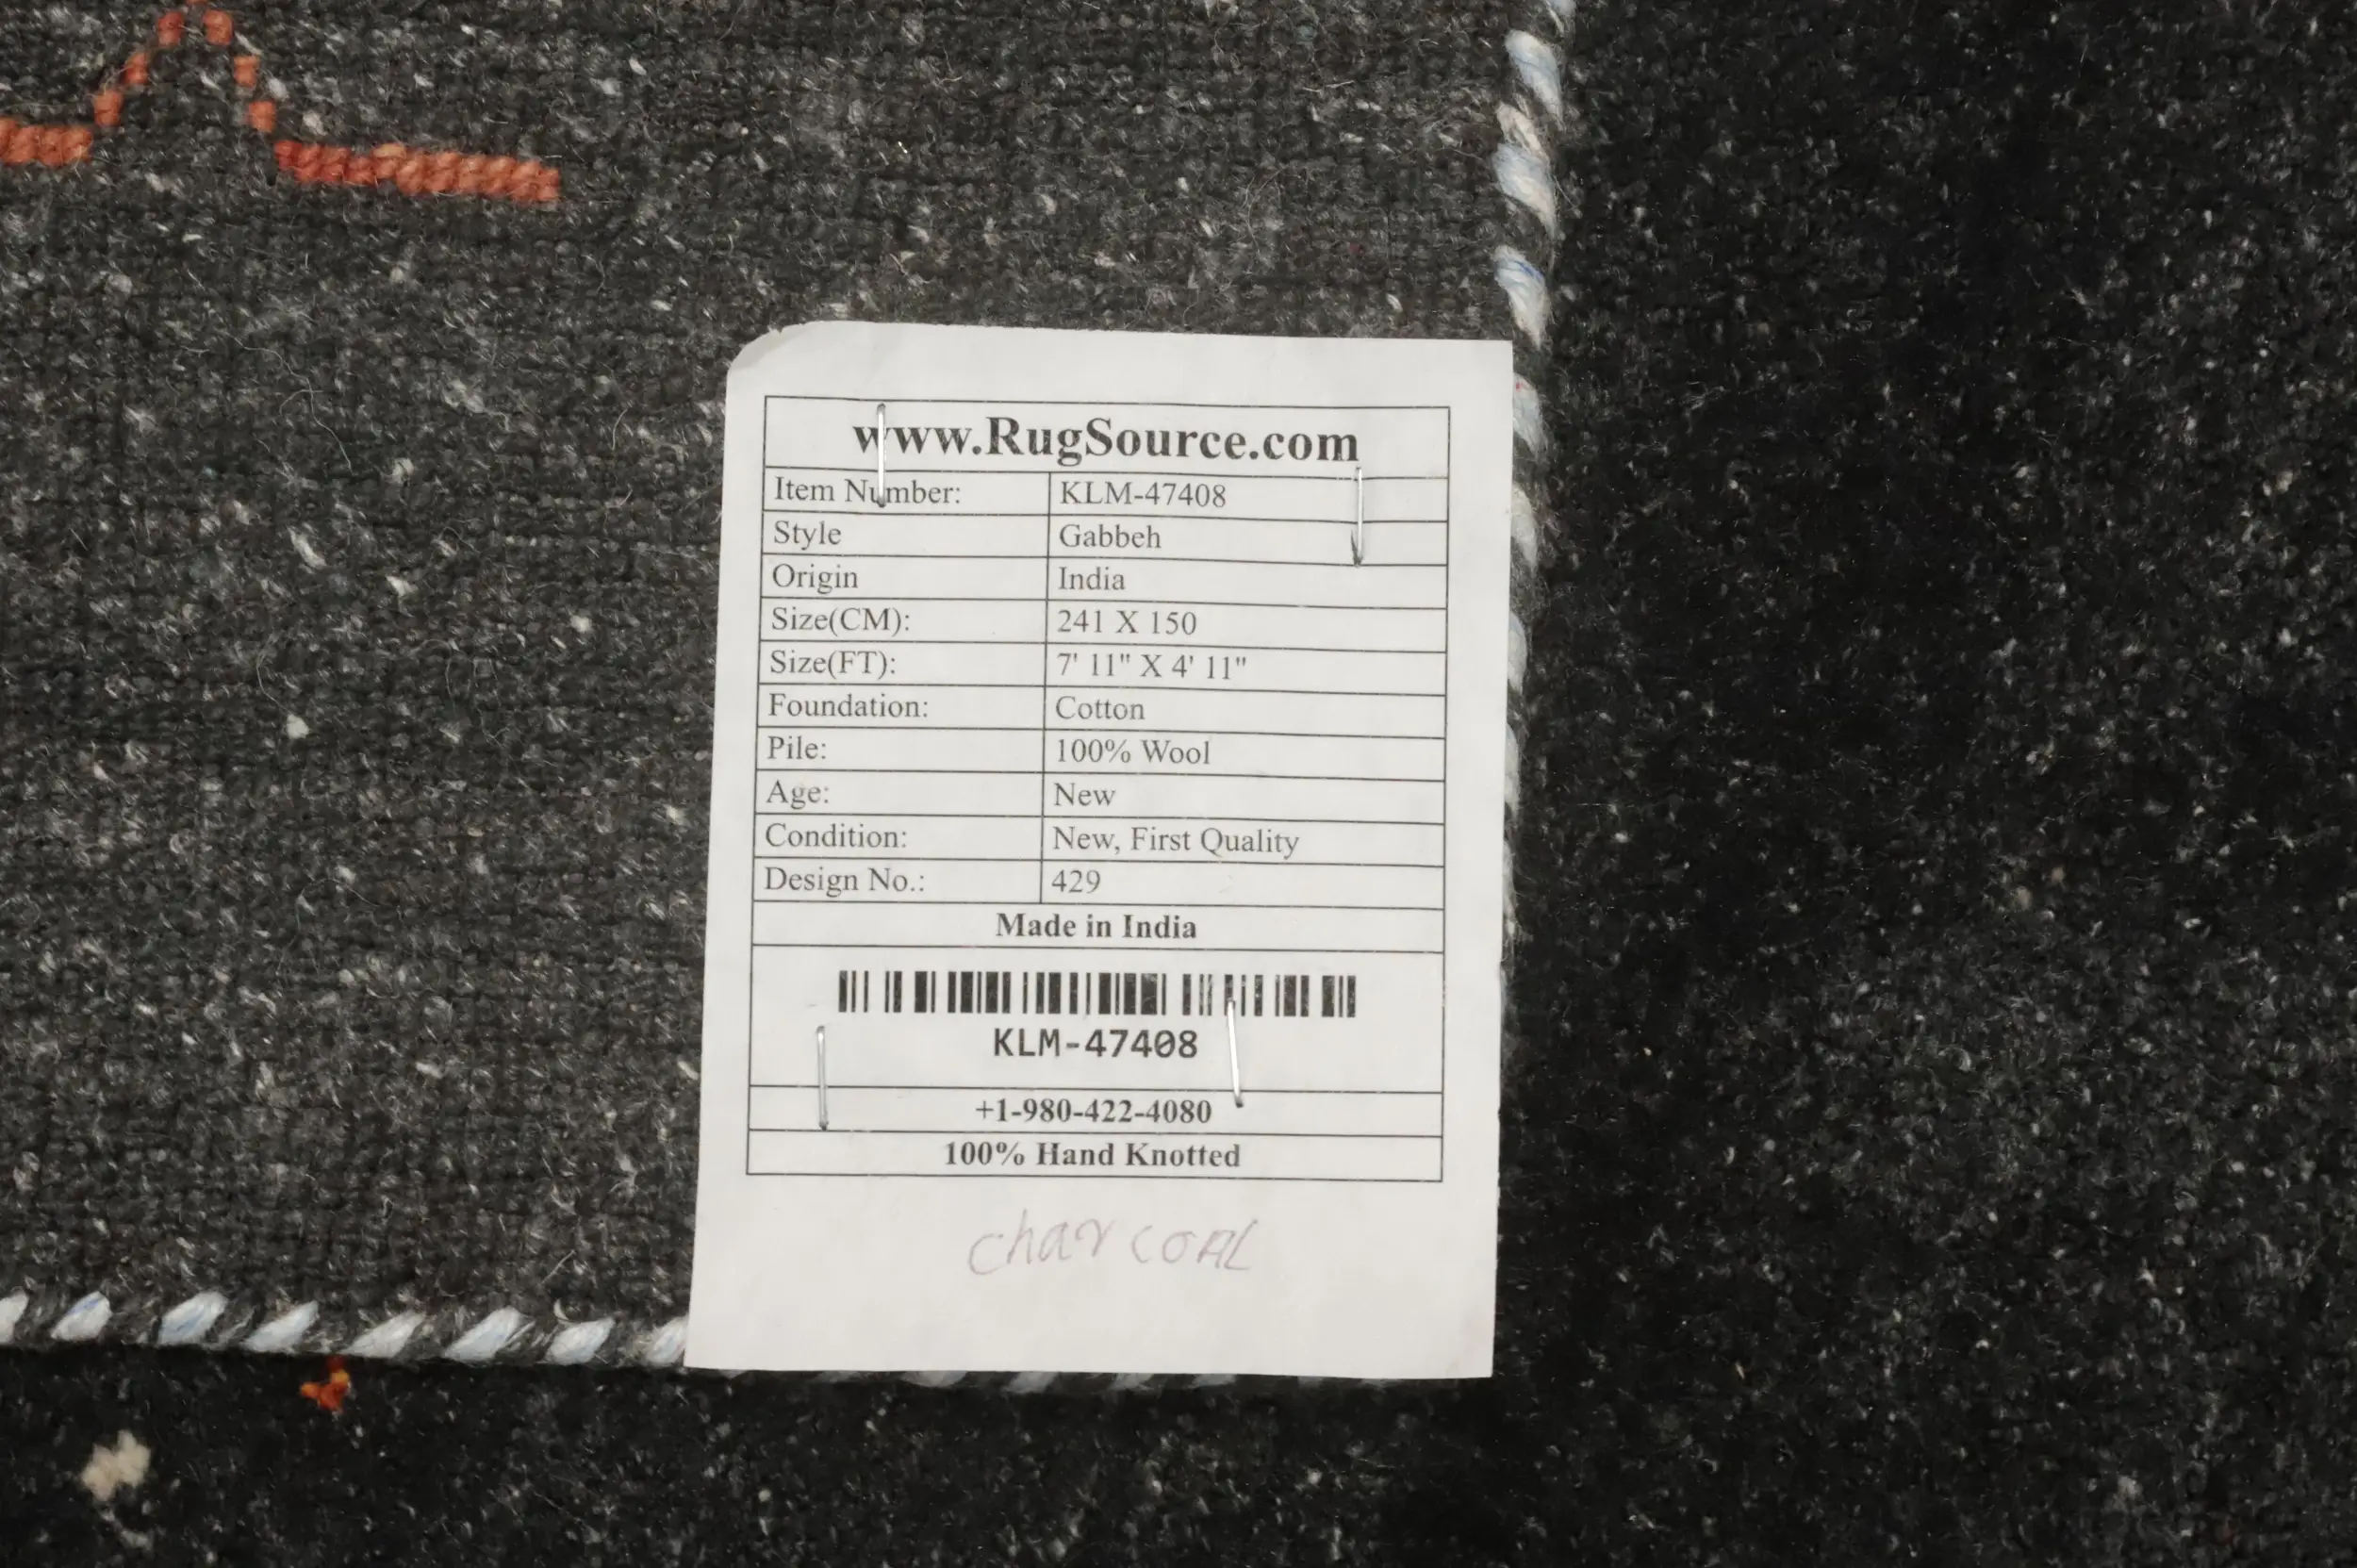 www.RugSource.com
Item Number: KLM-47408
Style Gabbeh
Origin India
Size(CM): 241 X 150
Size(FT): 7' 11" X 4' 11"
Foundation: Cotton
Pile: 100% Wool
Age: New
Condition: New, First Quality
Design No.: 429
Made in India
KLM-47408
+1-980-422-4080
100% Hand Knotted
charcoAL